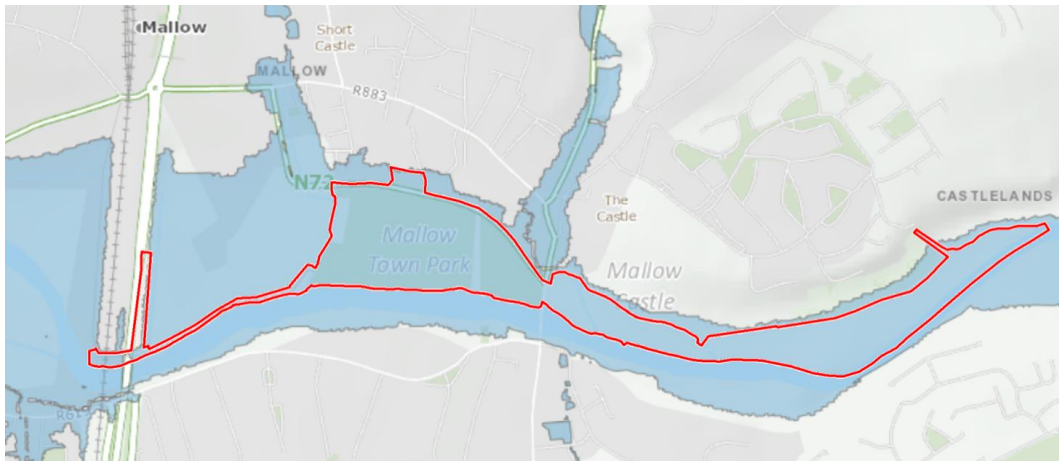 Mallow
Short
Castle
MALLOW
R883
N72
Mallow
Town Park
The
Castle
CASTLELANDS
Mallow
Castle